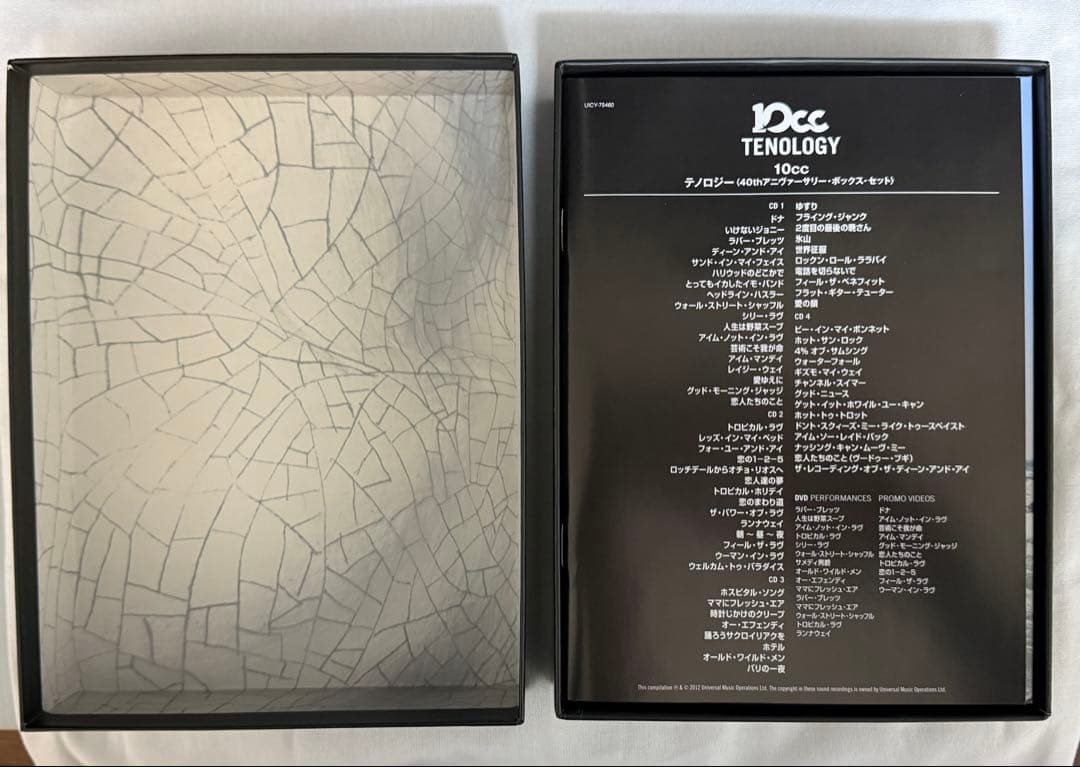 UICY-75460
10cc
TENOLOGY
10cc
テノロジー〈40thアニヴァーサリー・ボックス・セット〉
CD 1
ドナ
いけないジョニー
ラバー・ブレッツ
ディーン・アンド・アイ
サンド・イン・マイ・フェイス
ハリウッドのどこかで
とってもイカしたイモ・バンド
ヘッドライン・ハスラー
ウォール・ストリート・シャッフル
シリー・ラヴ
人生は野菜スープ
アイム・ノット・イン・ラヴ
芸術こそ我が命
アイム・マンディ
レイジー・ウェイ
愛ゆえに
グッド・モーニング・ジャッジ
恋人たちのこと
CD 2
トロピカル・ラヴ
レッズ・イン・マイ・ベッド
フォー・ユー・アンド・アイ
恋の1-2-5
ロッチデールからオチョ・リオスへ
恋人達の夢
トロピカル・ホリデイ
恋のまわり道
ザ・パワー・オブ・ラヴ
ランナウェイ
朝～昼～夜
フィール・ザ・ラヴ
ウーマン・イン・ラヴ
ウェルカム・トゥ・パラダイス
CD 3
ホスピタル・ソング
ママにフレッシュ・エア
時計じかけのクリープ
オー・エフェンディ
踊ろうサクロイリアクを
ホテル
オールド・ワイルド・メン
パリの一夜
ゆすり
フライング・ジャンク
2度目の最後の晩さん
氷山
世界征服
ロックン・ロール・ララバイ
電話を切らないで
フィール・ザ・ベネフィット
フラット・ギター・テューター
愛の鎖
CD 4
ビー・イン・マイ・ボンネット
ホット・サン・ロック
4% オブ・サムシング
ウォーターフォール
ギズモ・マイ・ウェイ
チャンネル・スイマー
グッド・ニュース
ゲット・イット・ホワイル・ユー・キャン
ホット・トゥ・トロット
ドント・スクィーズ・ミー・ライク・トゥースペイスト
アイム・ソー・レイド・バック
ナッシング・キャン・ムーヴ・ミー
恋人たちのこと(ヴードゥー・ブギ)
ザ・レコーディング・オブ・ザ・ディーン・アンド・アイ
DVD PERFORMANCES
ラバー・ブレッツ
人生は野菜スープ
アイム・ノット・イン・ラヴ
トロピカル・ラヴ
シリー・ラヴ
ウォール・ストリート・シャッフル
サメディ男爵
オールド・ワイルド・メン
オー・エフェンディ
ママにフレッシュ・エア
ラバー・ブレッツ
ママにフレッシュ・エア
ウォール・ストリート・シャッフル
トロピカル・ラヴ
ランナウェイ
PROMO VIDEOS
ドナ
アイム・ノット・イン・ラヴ
芸術こそ我が命
アイム・マンディ
グッド・モーニング・ジャッジ
恋人たちのこと
トロピカル・ラヴ
恋の1-2-5
フィール・ザ・ラヴ
ウーマン・イン・ラヴ
This compilation ℗ & © 2012 Universal Music Operations Ltd. The copyright in these sound recordings is owned by Universal Music Operations Ltd.